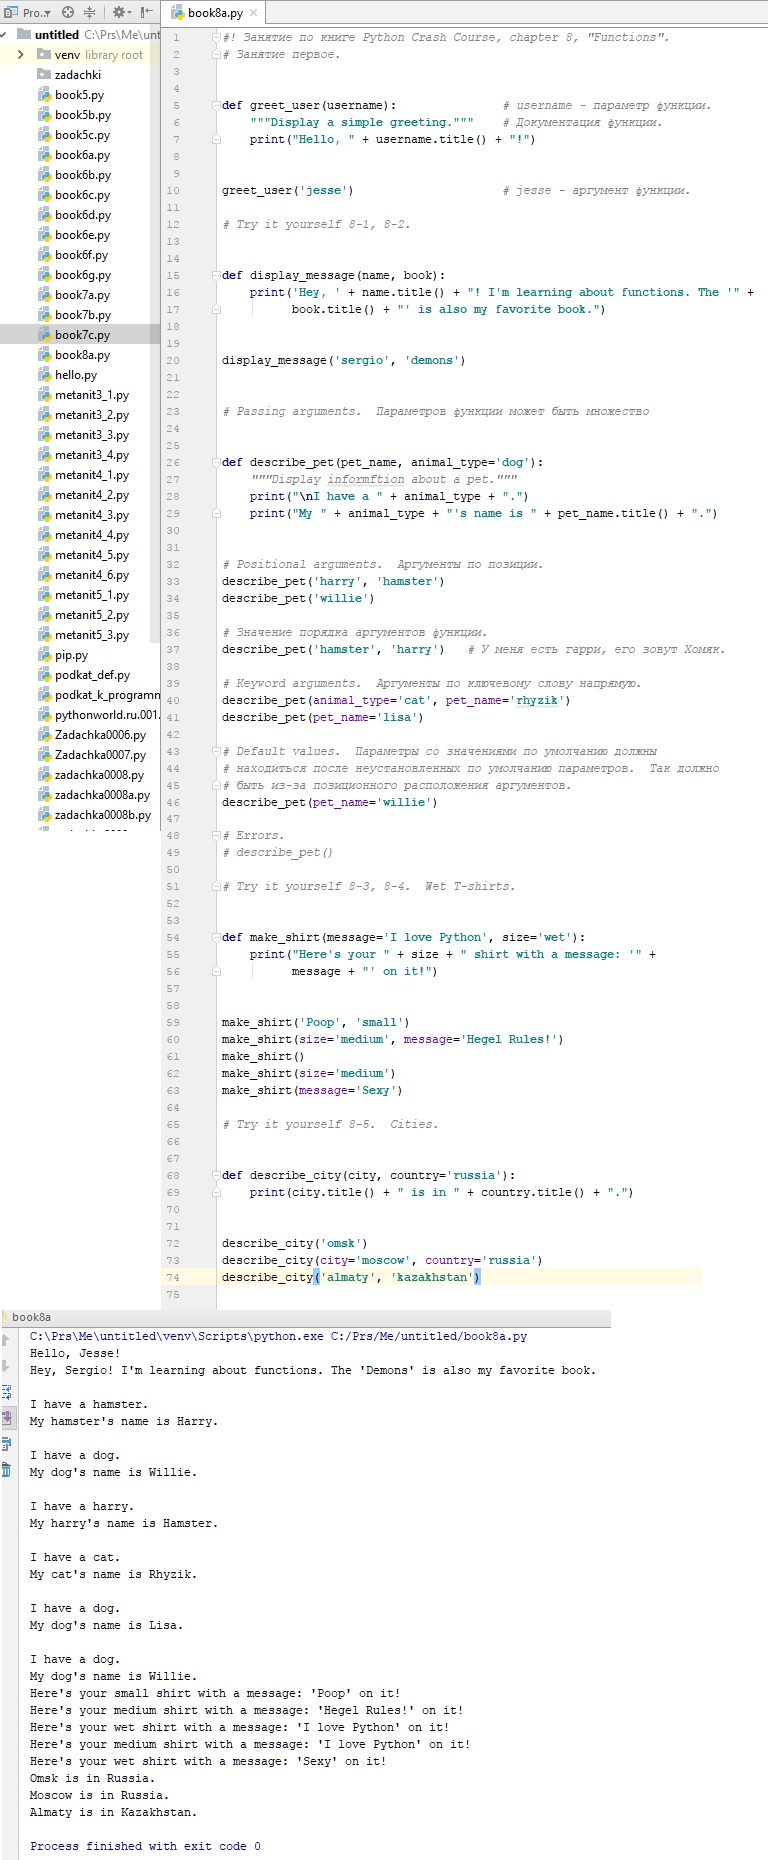 Pro..
book8a.py
untitled C:\Prs\Me\unt
venv library root
zadachki
book5.py
book5b.py
book5c.py
book6a.py
book6b.py
book6c.py
book6d.py
book6e.py
book6f.py
book6g.py
book7a.py
book7b.py
book7c.py
book8a.py
hello.py
metanit3_1.py
metanit3_2.py
metanit3_3.py
metanit3_4.py
metanit4_1.py
metanit4_2.py
metanit4_3.py
metanit4_4.py
metanit4_5.py
metanit4_6.py
metanit5_1.py
metanit5_2.py
metanit5_3.py
pip.py
podkat_def.py
podkat_k_programm
pythonworld.ru.001.
Zadachka0006.py
Zadachka0007.py
zadachka0008.py
zadachka0008a.py
zadachka0008b.py
1 #! Занятие по книге Python Crash Course, chapter 8, "Functions".
2 # Занятие первое.
3
4
5 def greet_user(username): # username - параметр функции.
6 """Display a simple greeting.""" # Документация функции.
7 print("Hello, " + username.title() + "!")
8
9
10 greet_user('jesse') # jesse - аргумент функции.
11
12 # Try it yourself 8-1, 8-2.
13
14
15 def display_message(name, book):
16 print('Hey, ' + name.title() + "! I'm learning about functions. The '" +
17 book.title() + "' is also my favorite book.")
18
19
20 display_message('sergio', 'demons')
21
22
23 # Passing arguments.  Параметров функции может быть множество
24
25
26 def describe_pet(pet_name, animal_type='dog'):
27 """Display informftion about a pet."""
28 print("\nI have a " + animal_type + ".")
29 print("My " + animal_type + "'s name is " + pet_name.title() + ".")
30
31
32 # Positional arguments.  Аргументы по позиции.
33 describe_pet('harry', 'hamster')
34 describe_pet('willie')
35
36 # Значение порядка аргументов функции.
37 describe_pet('hamster', 'harry') # У меня есть гарри, его зовут Хомяк.
38
39 # Keyword arguments.  Аргументы по ключевому слову напрямую.
40 describe_pet(animal_type='cat', pet_name='rhyzik')
41 describe_pet(pet_name='lisa')
42
43 # Default values.  Параметры со значениями по умолчанию должны
44 # находиться после неустановленных по умолчанию параметров.  Так должно
45 # быть из-за позиционного расположения аргументов.
46 describe_pet(pet_name='willie')
47
48 # Errors.
49 # describe_pet()
50
51 # Try it yourself 8-3, 8-4.  Wet T-shirts.
52
53
54 def make_shirt(message='I love Python', size='wet'):
55 print("Here's your " + size + " shirt with a message: '" +
56 message + "' on it!")
57
58
59 make_shirt('Poop', 'small')
60 make_shirt(size='medium', message='Hegel Rules!')
61 make_shirt()
62 make_shirt(size='medium')
63 make_shirt(message='Sexy')
64
65 # Try it yourself 8-5.  Cities.
66
67
68 def describe_city(city, country='russia'):
69 print(city.title() + " is in " + country.title() + ".")
70
71
72 describe_city('omsk')
73 describe_city(city='moscow', country='russia')
74 describe_city('almaty', 'kazakhstan')
75
book8a
C:\Prs\Me\untitled\venv\Scripts\python.exe C:/Prs/Me/untitled/book8a.py
Hello, Jesse!
Hey, Sergio! I'm learning about functions. The 'Demons' is also my favorite book.
I have a hamster.
My hamster's name is Harry.
I have a dog.
My dog's name is Willie.
I have a harry.
My harry's name is Hamster.
I have a cat.
My cat's name is Rhyzik.
I have a dog.
My dog's name is Lisa.
I have a dog.
My dog's name is Willie.
Here's your small shirt with a message: 'Poop' on it!
Here's your medium shirt with a message: 'Hegel Rules!' on it!
Here's your wet shirt with a message: 'I love Python' on it!
Here's your medium shirt with a message: 'I love Python' on it!
Here's your wet shirt with a message: 'Sexy' on it!
Omsk is in Russia.
Moscow is in Russia.
Almaty is in Kazakhstan.
Process finished with exit code 0